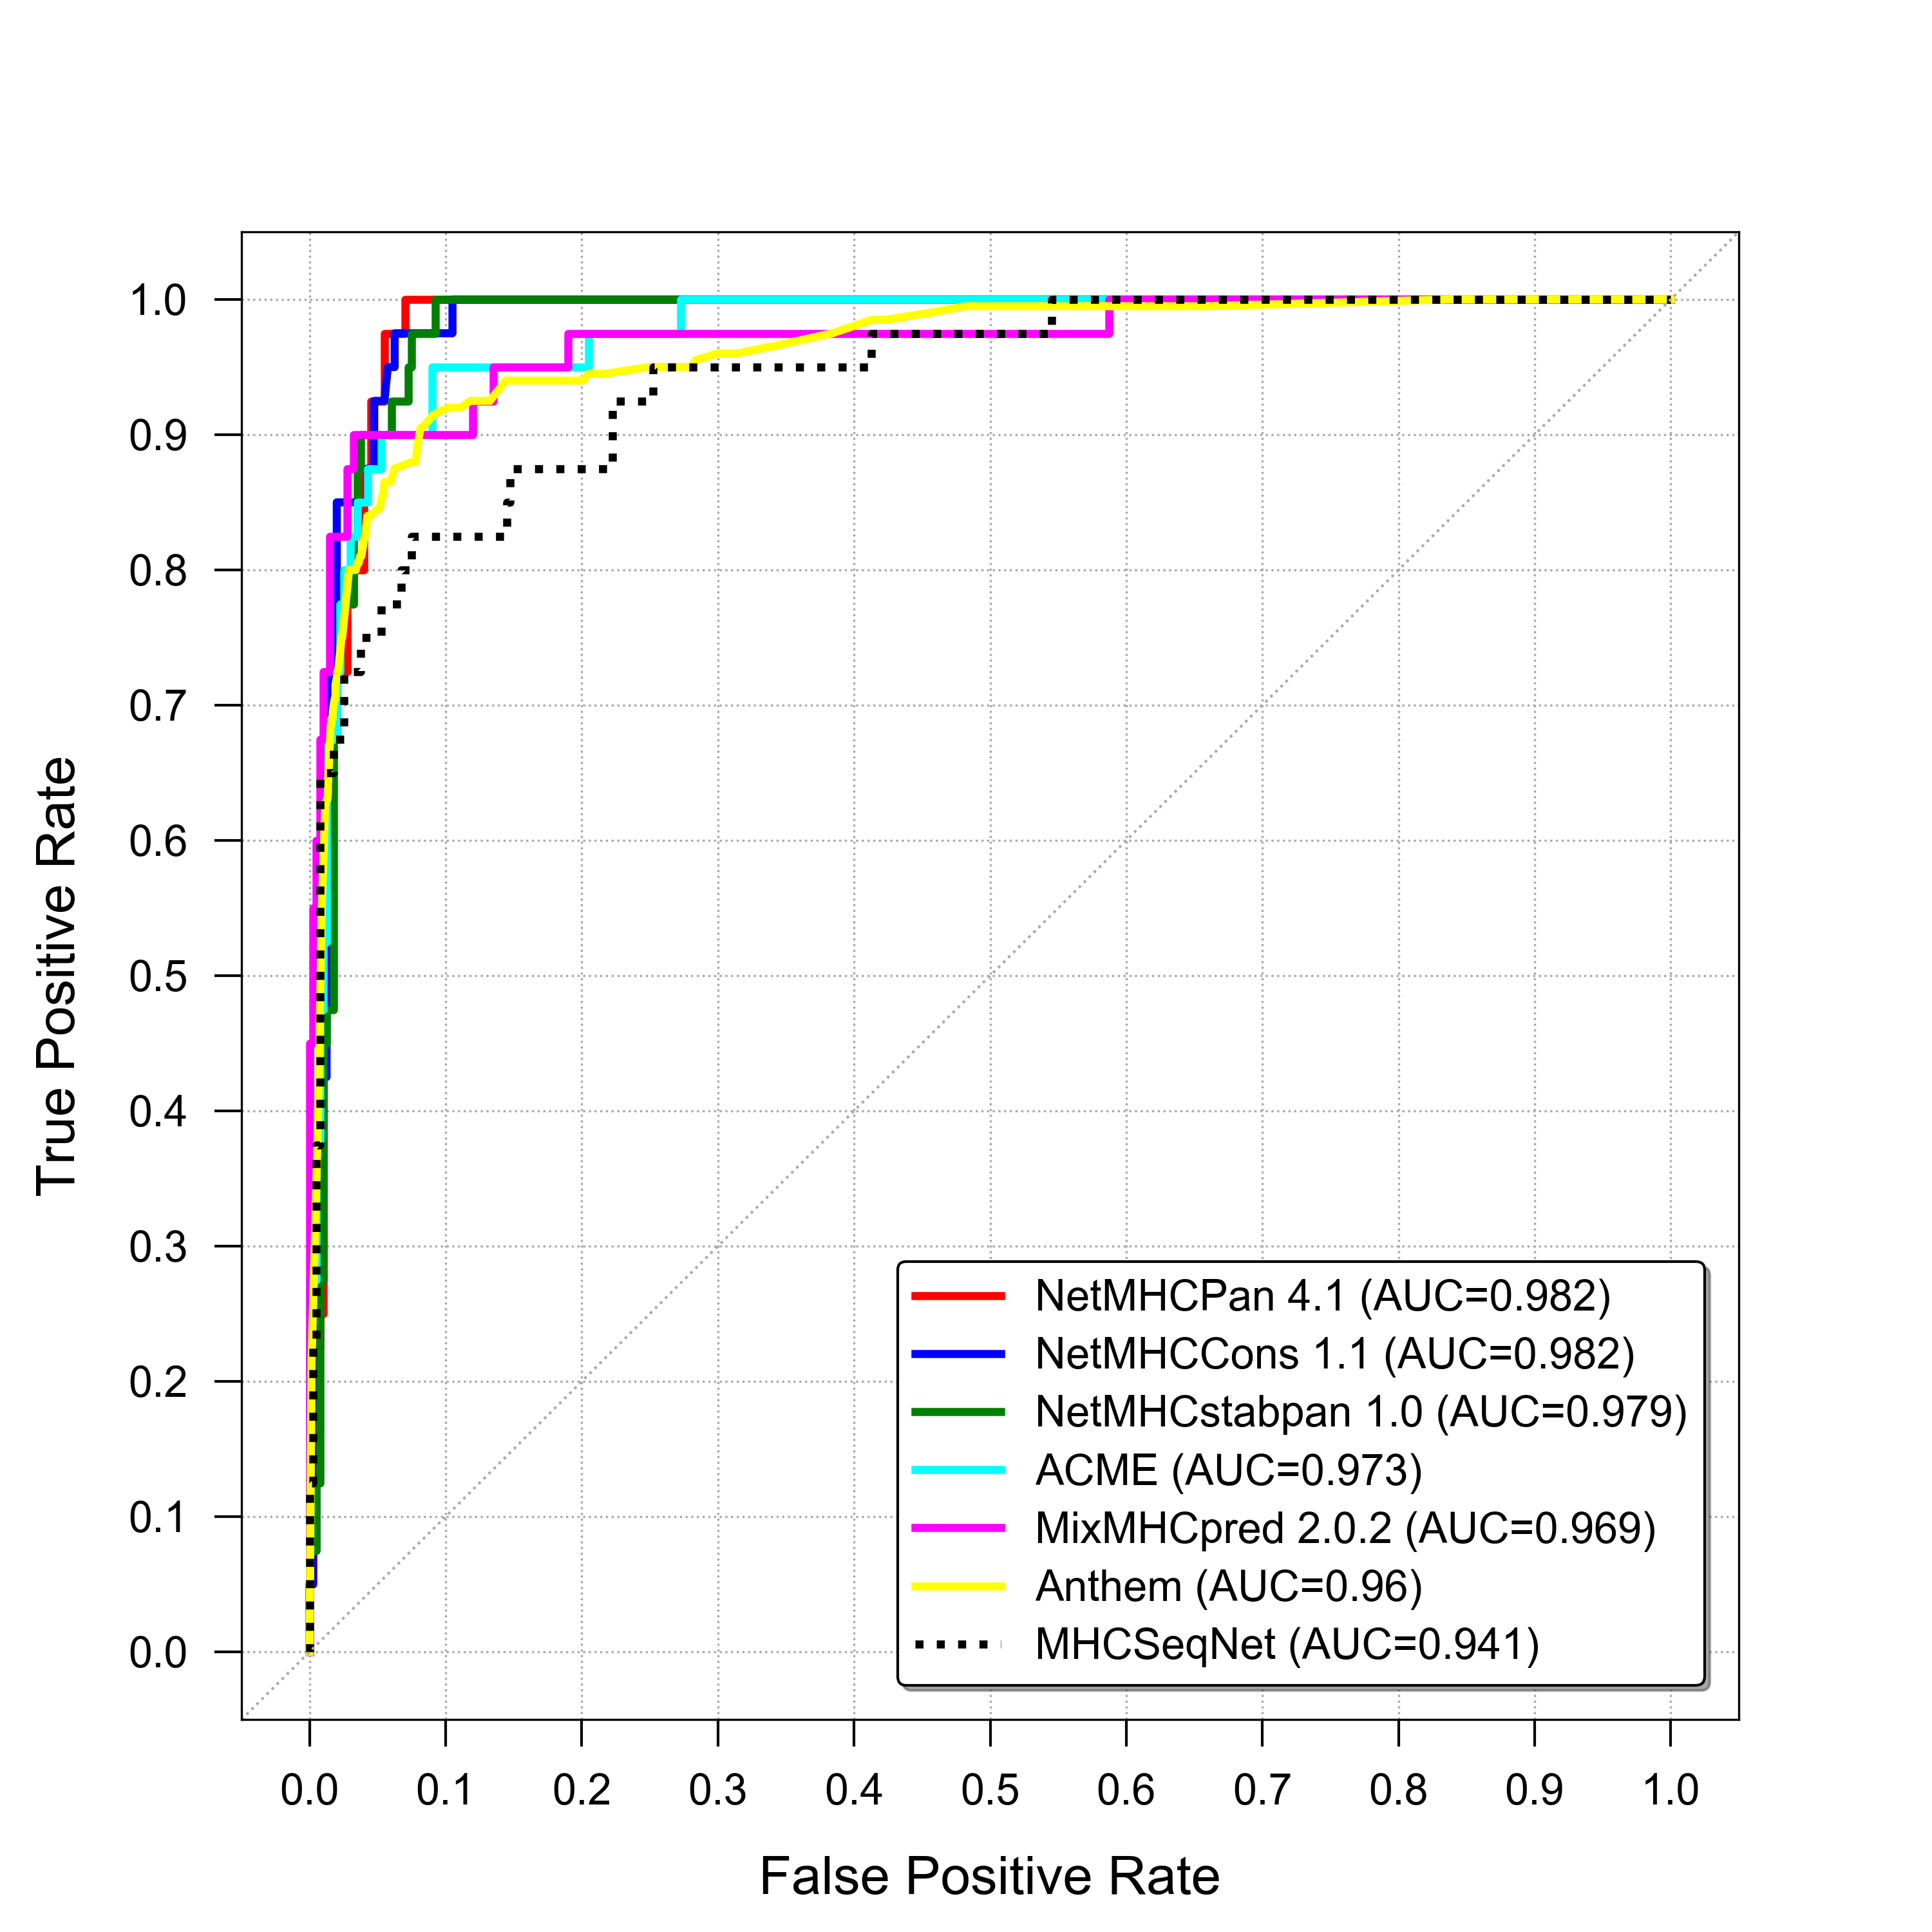 1.0
0.9
0.8
0.7
0.6
0.5
0.4
0.3
0.2
0.1
0.0
True Positive Rate
NetMHCPan 4.1 (AUC=0.982)
NetMHCCons 1.1 (AUC=0.982)
NetMHCstabpan 1.0 (AUC=0.979)
ACME (AUC=0.973)
MixMHCpred 2.0.2 (AUC=0.969)
Anthem (AUC=0.96)
MHCSeqNet (AUC=0.941)
0.0 0.1 0.2 0.3 0.4 0.5 0.6 0.7 0.8 0.9 1.0
False Positive Rate